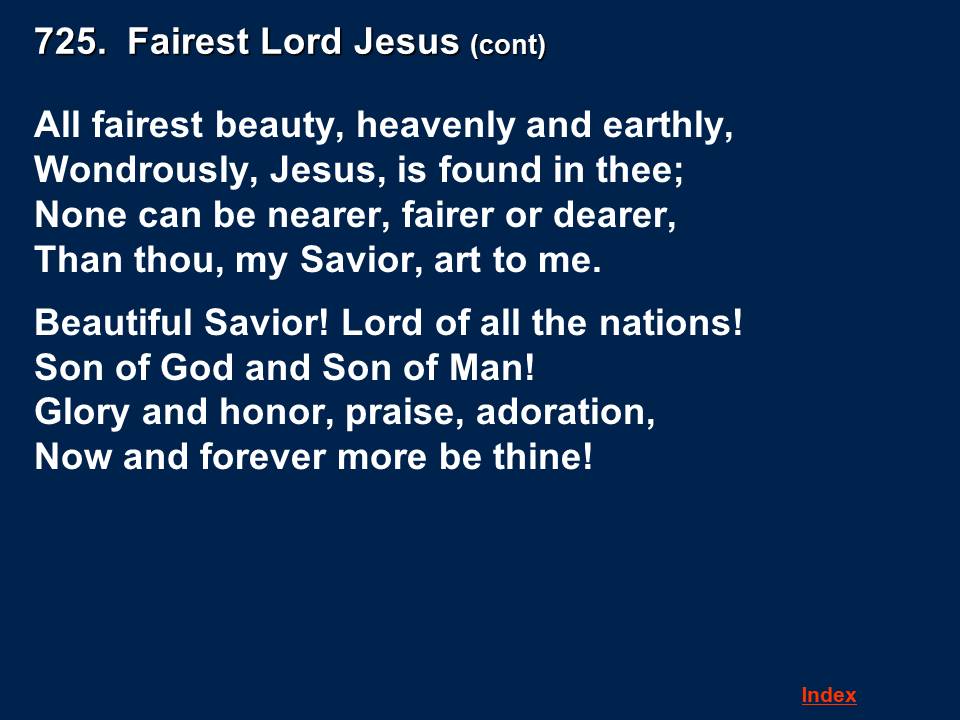 725.  Fairest Lord Jesus (cont)
All fairest beauty, heavenly and earthly,
Wondrously, Jesus, is found in thee;
None can be nearer, fairer or dearer,
Than thou, my Savior, art to me.
Beautiful Savior! Lord of all the nations!
Son of God and Son of Man!
Glory and honor, praise, adoration,
Now and forever more be thine!
Index